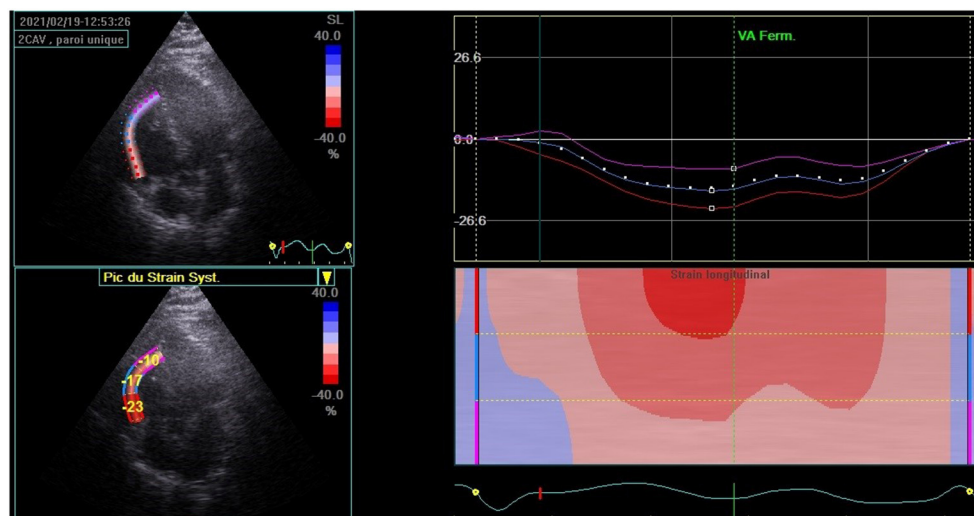 2021/02/19-12:53:26
2CAV , paroi unique
SL
40.0
-40.0
%
VA Ferm.
26.6
0.0
-26.6
Pic du Strain Syst.
40.0
-40.0
%
-10
-17
-23
Strain longitudinal